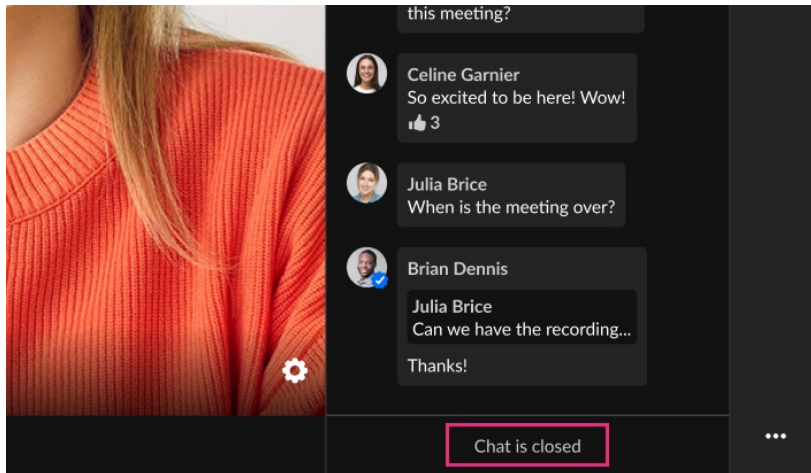 this meeting?
Celine Garnier
So excited to be here! Wow!
3
Julia Brice
When is the meeting over?
Brian Dennis
Julia Brice
Can we have the recording...
Thanks!
Chat is closed